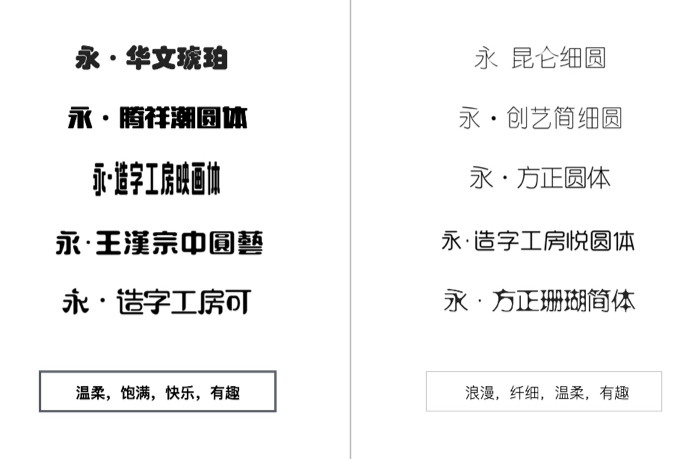 永·华文琥珀
永·腾祥潮圆体
永·造字工房映画体
永·王漢宗中圓藝
永·造字工房可
温柔，饱满，快乐，有趣
永 昆仑细圆
永·创艺简细圆
永·方正圆体
永·造字工房悦圆体
永·方正珊瑚简体
浪漫，纤细，温柔，有趣